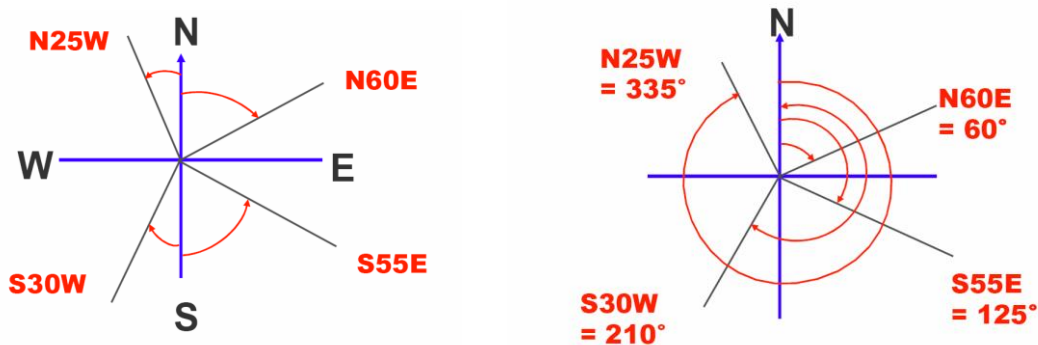 N
N25W
N60E
W
E
S30W
S55E
S
N
N25W
= 335°
N60E
= 60°
S30W
= 210°
S55E
= 125°